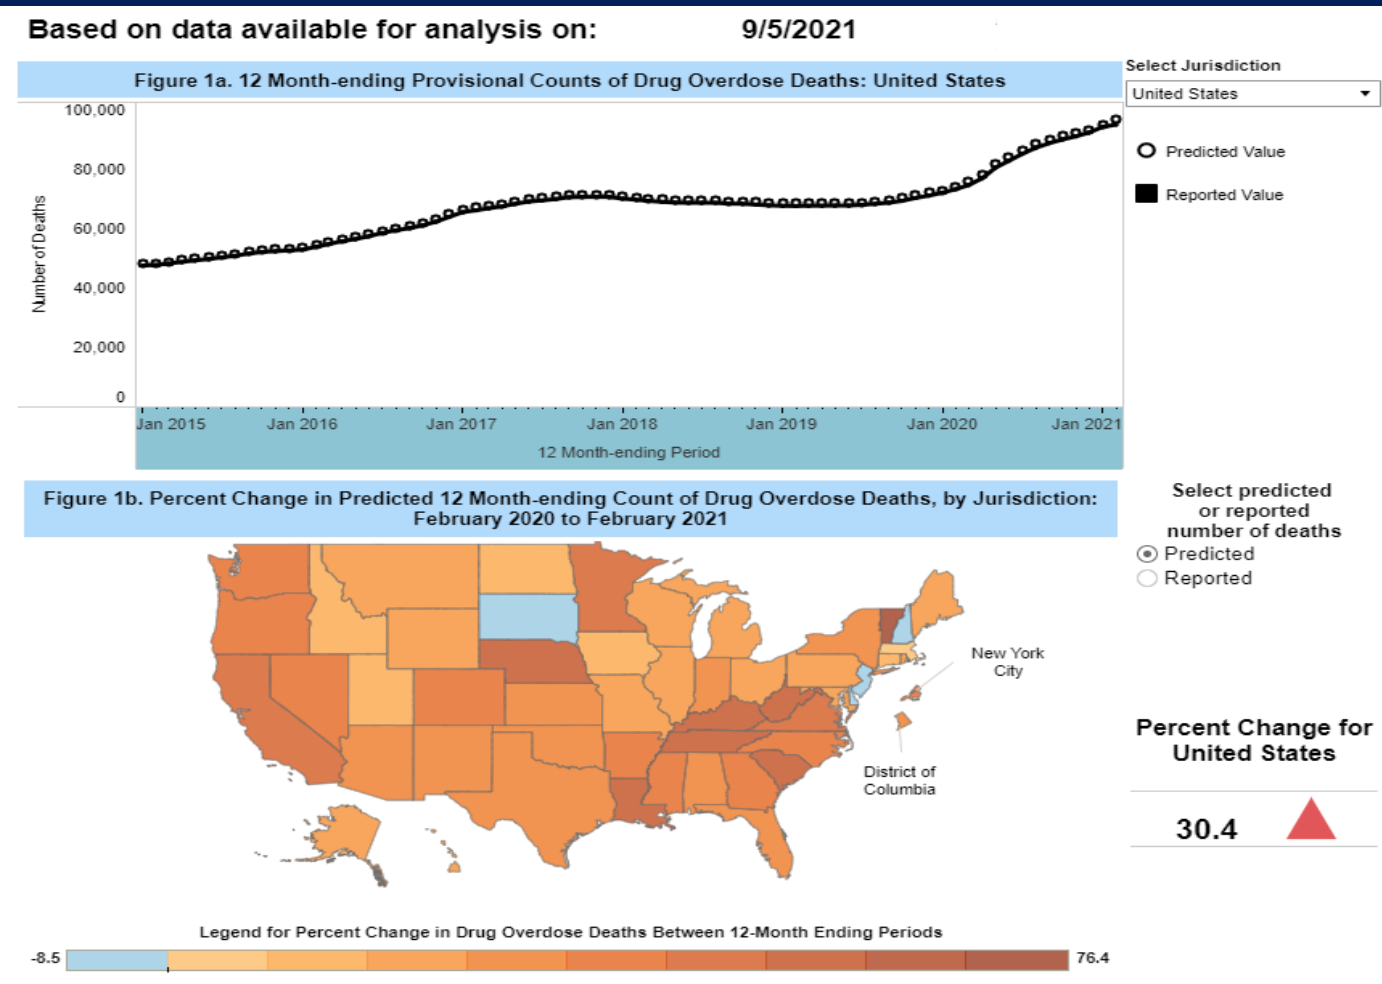 Based on data available for analysis on: 9/5/2021
Figure 1a. 12 Month-ending Provisional Counts of Drug Overdose Deaths: United States
Select Jurisdiction
United States
Predicted Value
Reported Value
Number of Deaths
100,000
80,000
60,000
40,000
20,000
0
Jan 2015 Jan 2016 Jan 2017 Jan 2018 Jan 2019 Jan 2020 Jan 2021
12 Month-ending Period
Figure 1b. Percent Change in Predicted 12 Month-ending Count of Drug Overdose Deaths, by Jurisdiction:
February 2020 to February 2021
Select predicted
or reported
number of deaths
Predicted
Reported
New York
City
District of
Columbia
Percent Change for
United States
30.4
Legend for Percent Change in Drug Overdose Deaths Between 12-Month Ending Periods
-8.5 76.4